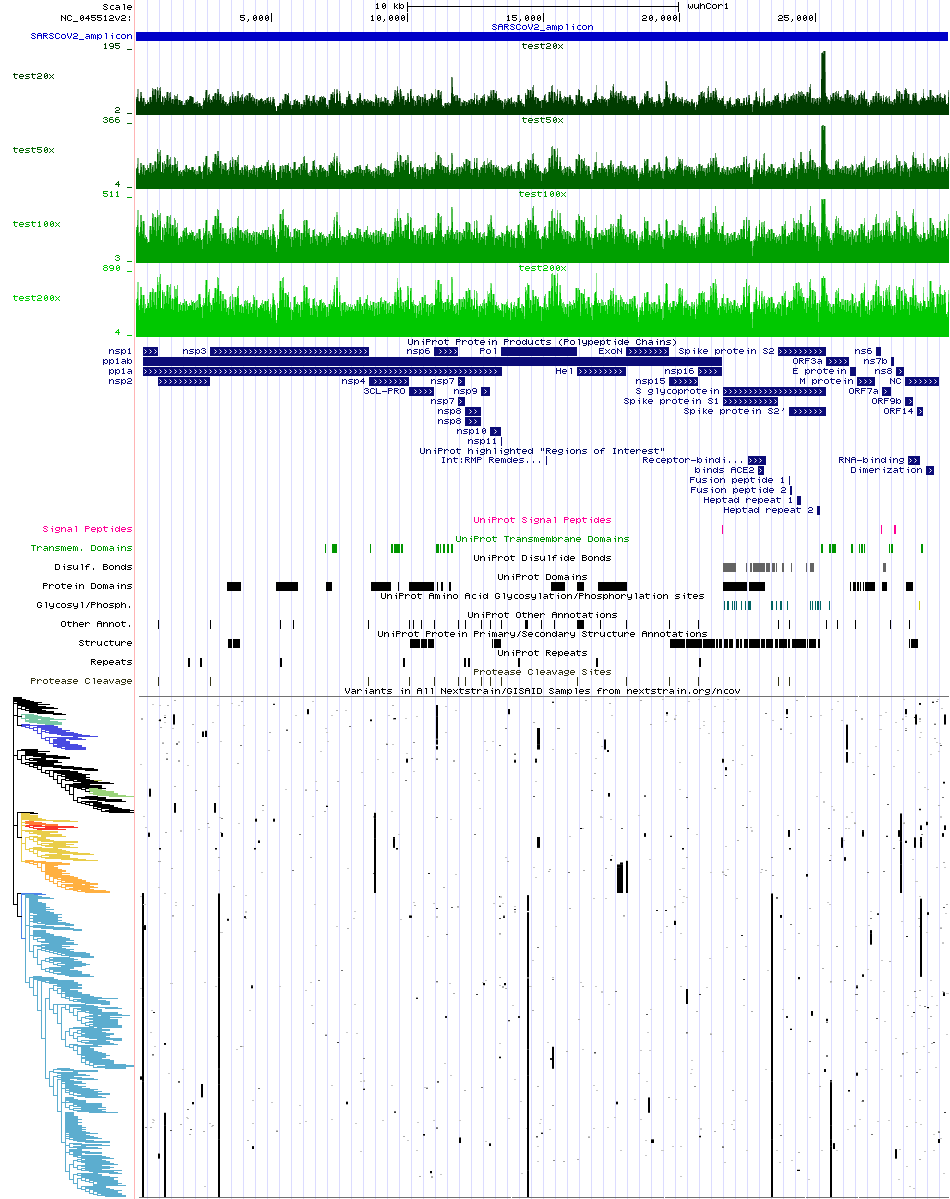 Scale 10 kb wuhCor1
NC_045512v2: 5,000 10,000 15,000 20,000 25,000
SARSCoV2_amplicon
SARSCoV2_amplicon
195 _ test20x
test20x
2 _
366 _ test50x
test50x
4 _
511 _ test100x
test100x
3 _
890 _ test200x
test200x
4 _
UniProt Protein Products (Polypeptide Chains)
nsp1 nsp3 nsp6 Pol ExoN Spike protein S2 ns6
pp1ab ORF3a ns7b
pp1a Hel nsp16 E protein ns8
nsp2 nsp4 nsp7 nsp15 M protein NC
3CL-PRO nsp9 S glycoprotein ORF7a
nsp7 Spike protein S1 ORF9b
nsp8 Spike protein S2' ORF14
nsp8
nsp10
nsp11
UniProt highlighted "Regions of Interest"
Int:RMP Remdes... Receptor-bindi... RNA-binding
binds ACE2 Dimerization
Fusion peptide 1
Fusion peptide 2
Heptad repeat 1
Heptad repeat 2
UniProt Signal Peptides
Signal Peptides
UniProt Transmembrane Domains
Transmem. Domains
UniProt Disulfide Bonds
Disulf. Bonds
UniProt Domains
Protein Domains
UniProt Amino Acid Glycosylation/Phosphorylation sites
Glycosyl/Phosph.
UniProt Other Annotations
Other Annot.
UniProt Protein Primary/Secondary Structure Annotations
Structure
UniProt Repeats
Repeats
Protease Cleavage Sites
Protease Cleavage
Variants in All Nextstrain/GISAID Samples from nextstrain.org/ncov